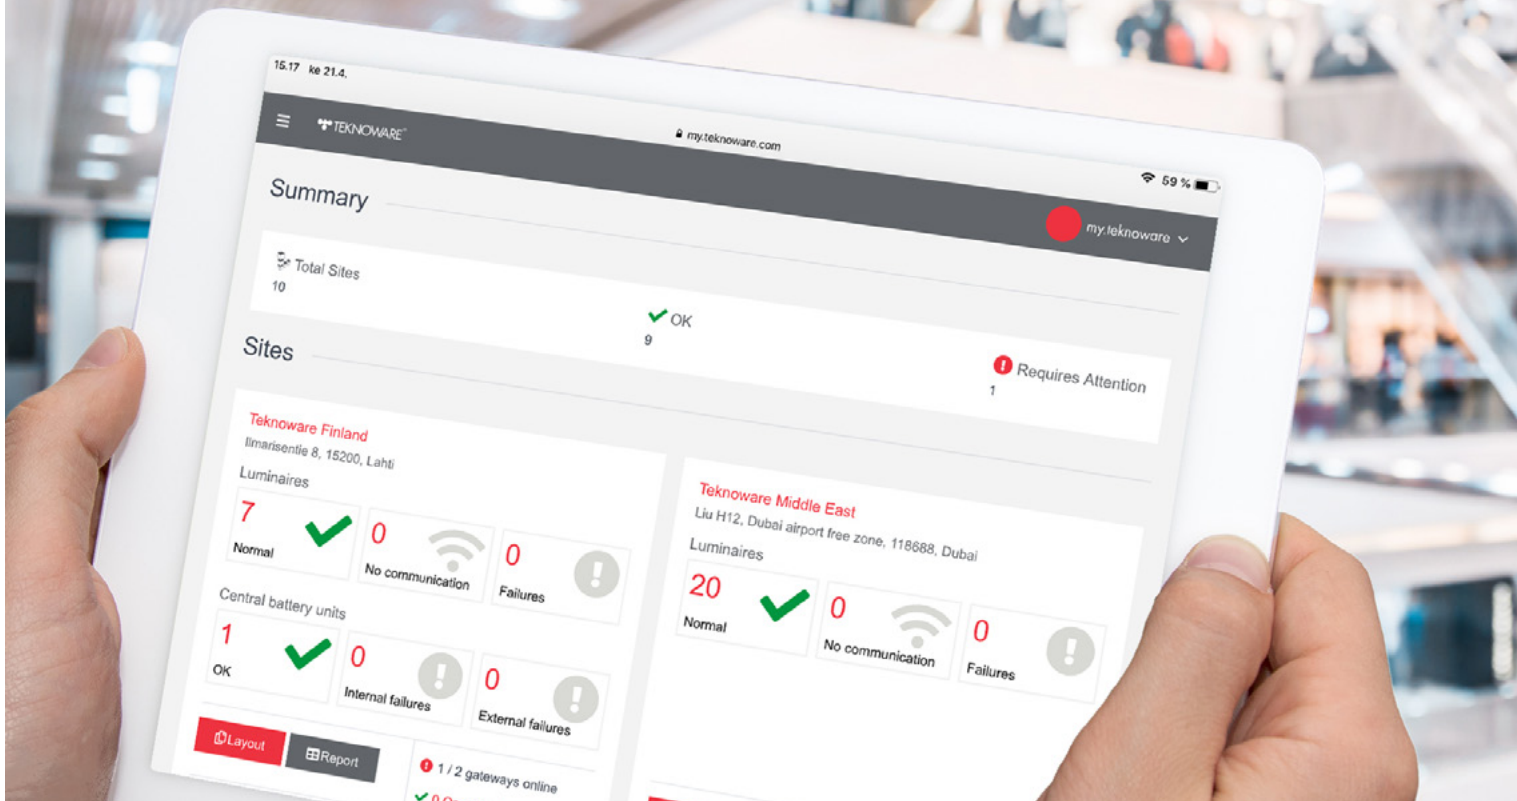 15.17 ke 21.4.
my.teknoware.com
59 %
TEKNOWARE
my.teknoware
Summary
Total Sites
10
OK
9
Requires Attention
1
Sites
Teknoware Finland
Ilmarisentie 8, 15200, Lahti
Luminaires
7
Normal
0
No communication
0
Failures
Central battery units
1
OK
0
Internal failures
0
External failures
Layout
Report
1 / 2 gateways online
0
Teknoware Middle East
Liu H12, Dubai airport free zone, 118688, Dubai
Luminaires
20
Normal
0
No communication
0
Failures